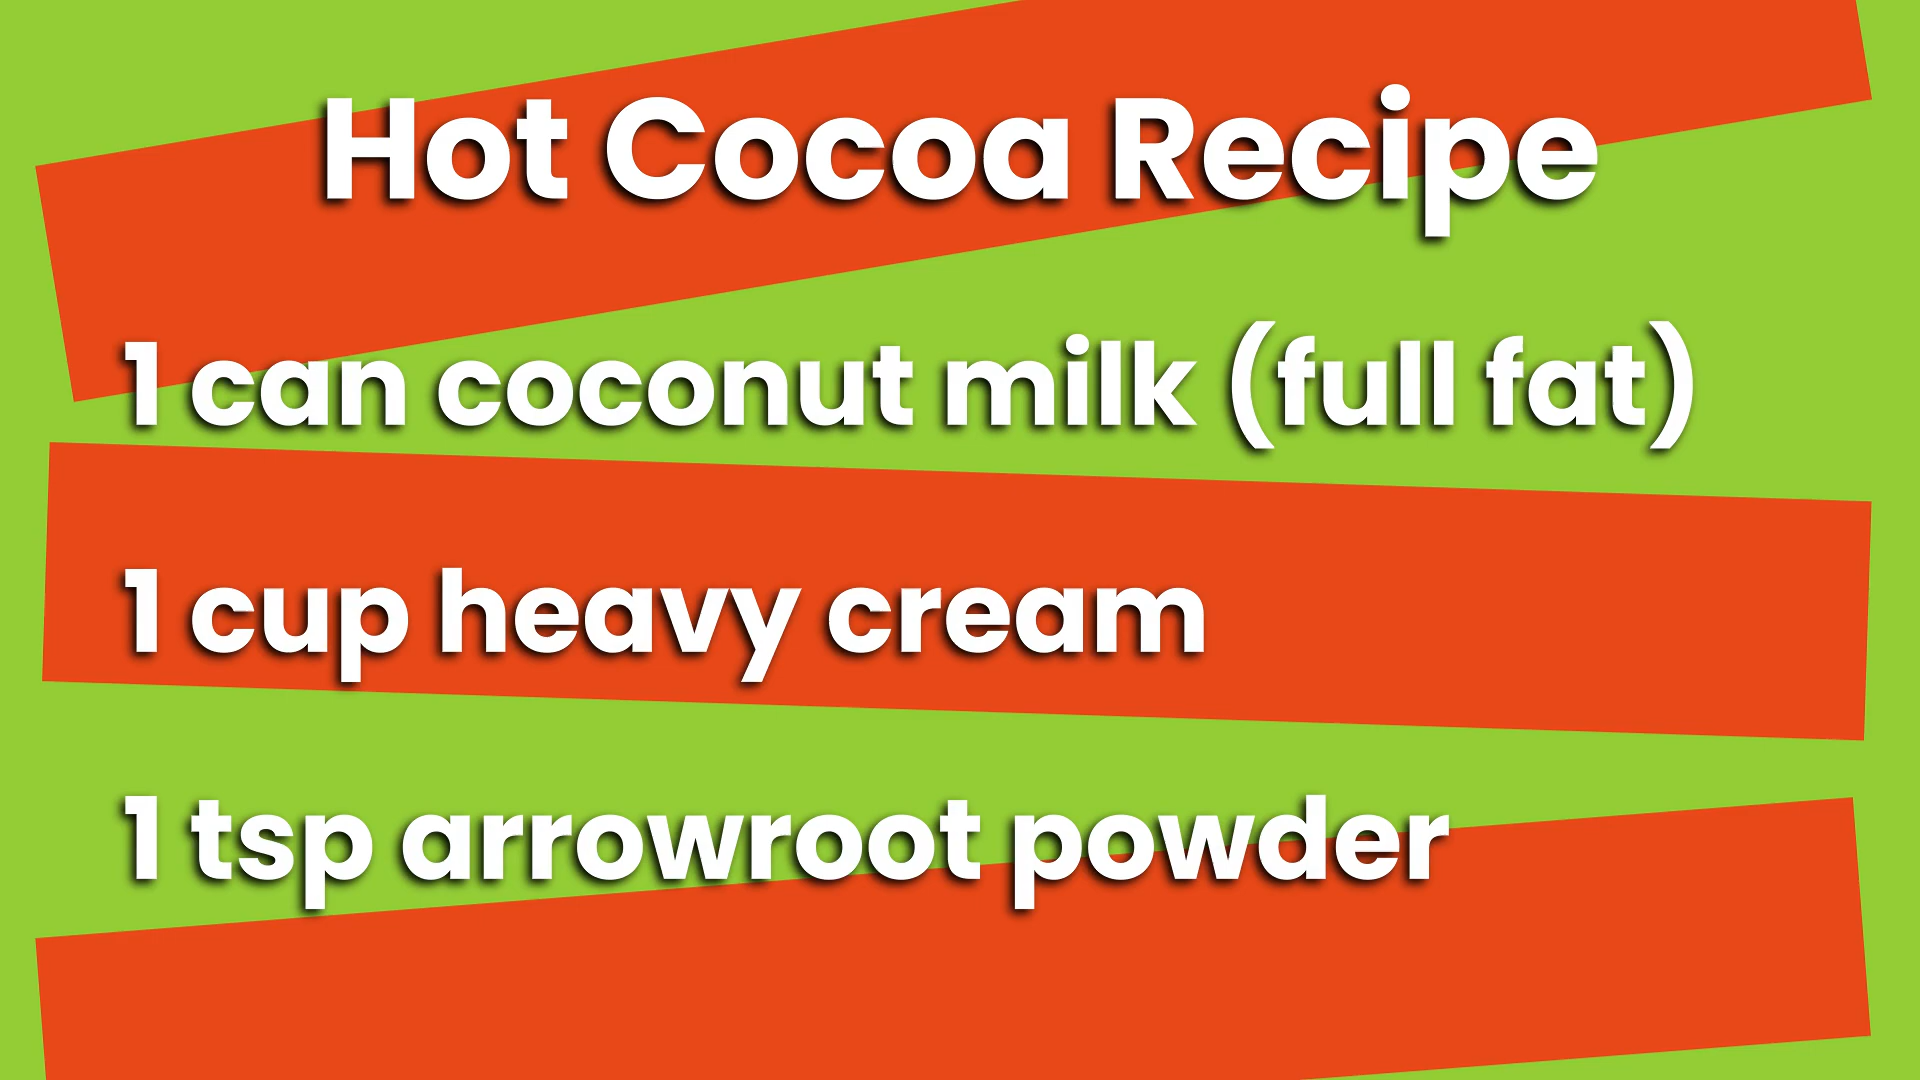 Hot Cocoa Recipe
1 can coconut milk (full fat)
1 cup heavy cream
1 tsp arrowroot powder